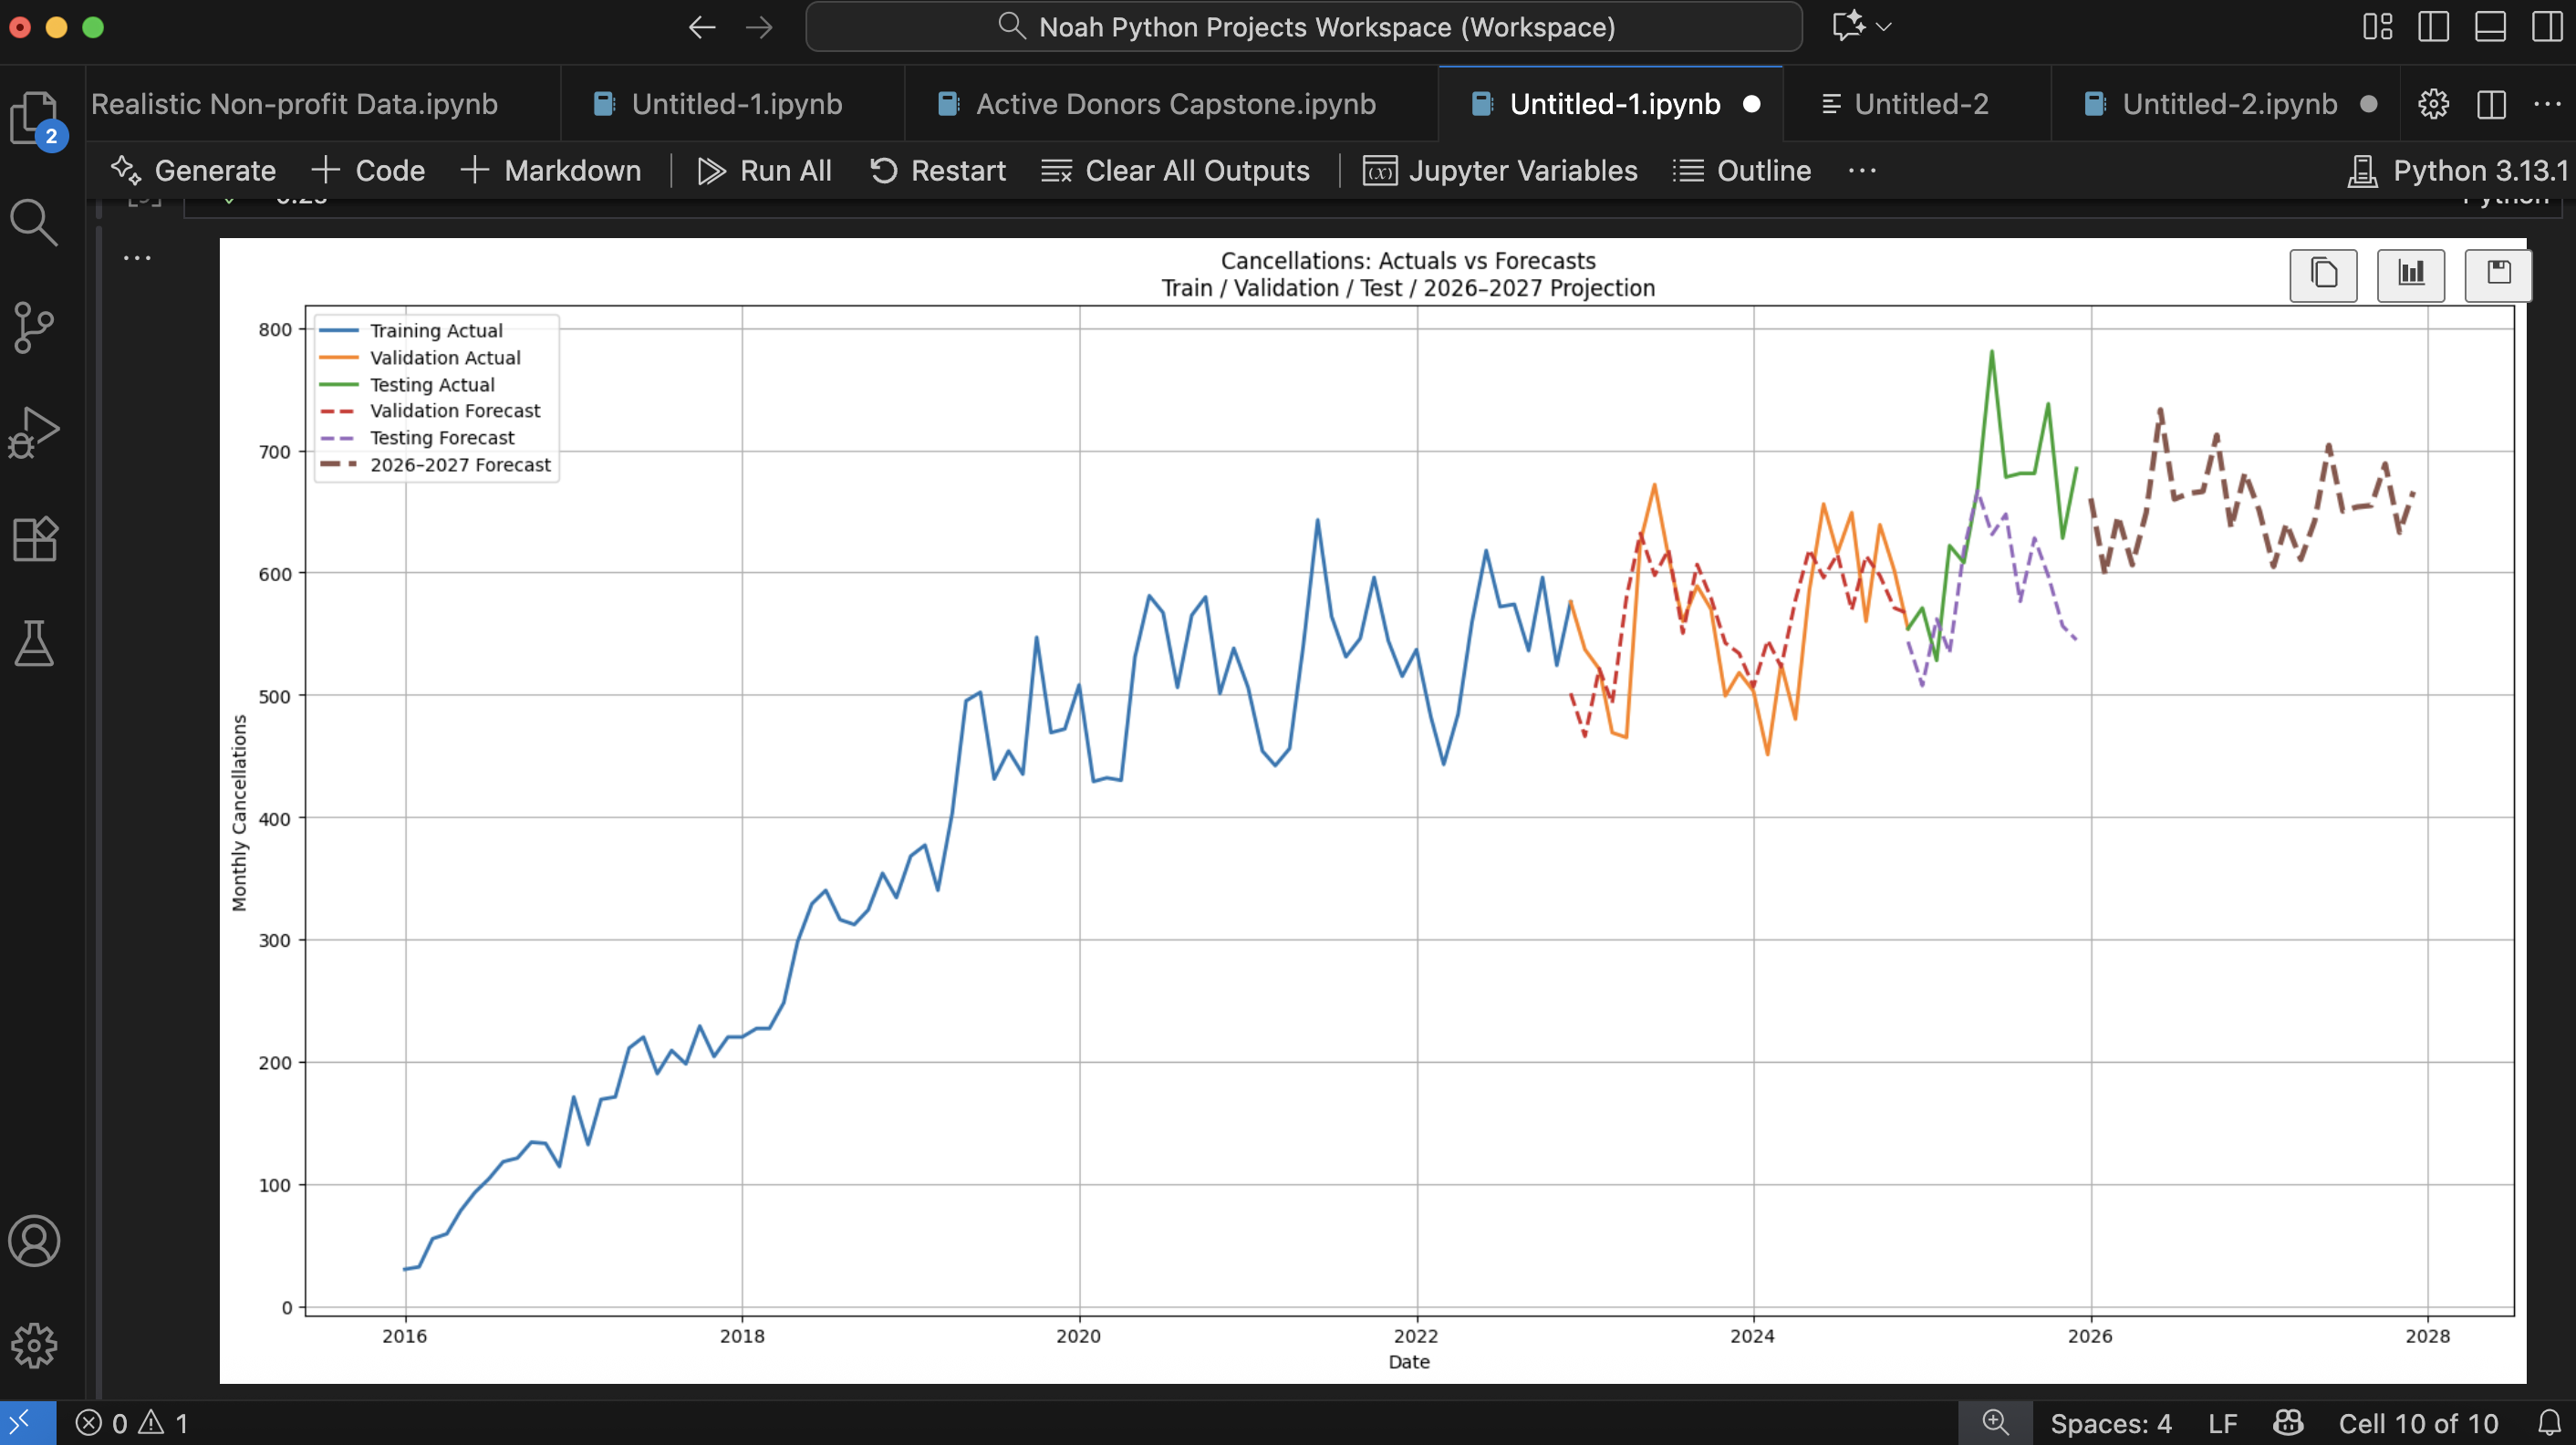 Noah Python Projects Workspace (Workspace)
Realistic Non-profit Data.ipynb
Untitled-1.ipynb
Active Donors Capstone.ipynb
Untitled-1.ipynb
Untitled-2
Untitled-2.ipynb
2
Generate
Code
Markdown
Run All
Restart
Clear All Outputs
Jupyter Variables
Outline
Python 3.13.1
Python
Cancellations: Actuals vs Forecasts
Train / Validation / Test / 2026–2027 Projection
Training Actual
Validation Actual
Testing Actual
Validation Forecast
Testing Forecast
2026–2027 Forecast
800
700
600
500
400
300
200
100
0
Monthly Cancellations
2016
2018
2020
2022
2024
2026
2028
Date
0
1
Spaces: 4
LF
Cell 10 of 10